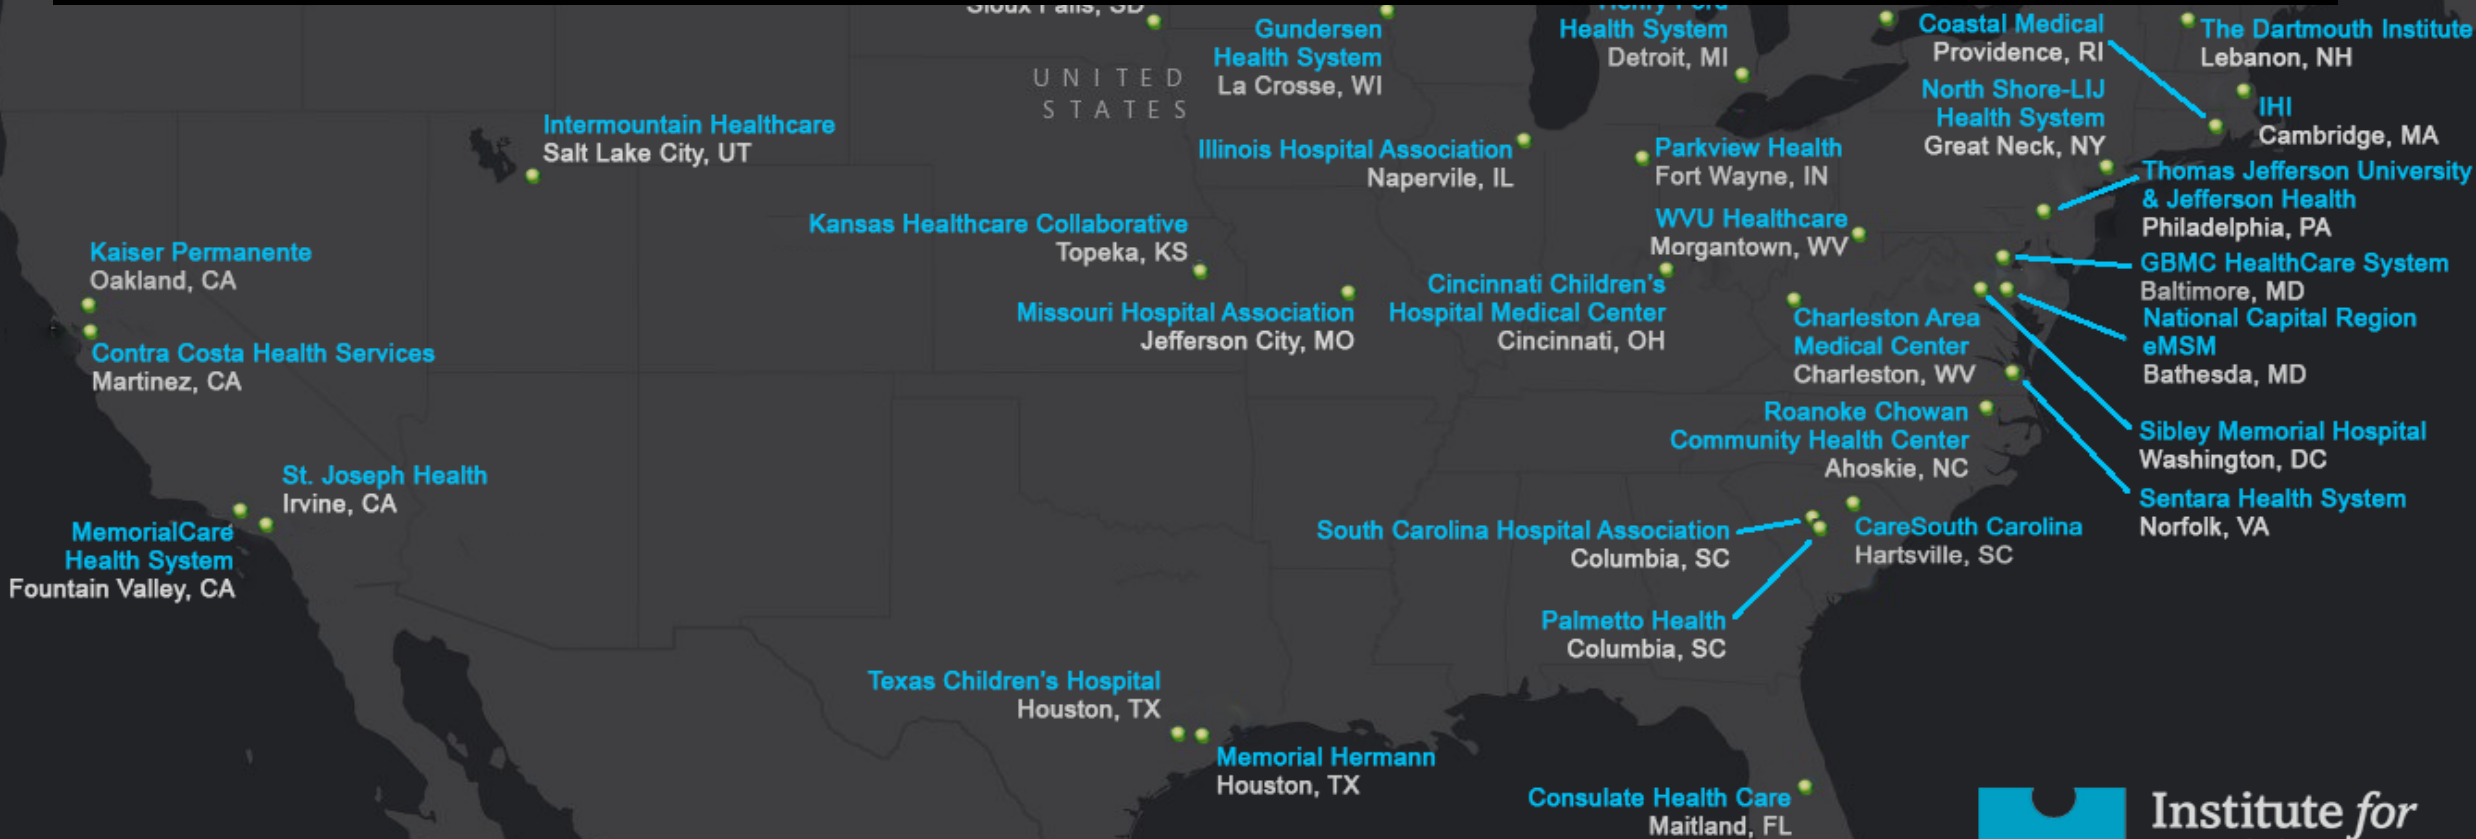 Sioux Falls, SD
Gundersen
Health System
La Crosse, WI
Henry Ford
Health System
Detroit, MI
Coastal Medical
Providence, RI
The Dartmouth Institute
Lebanon, NH
UNITED
STATES
North Shore-LIJ
Health System
Great Neck, NY
IHI
Cambridge, MA
Intermountain Healthcare
Salt Lake City, UT
Illinois Hospital Association
Napervile, IL
Parkview Health
Fort Wayne, IN
Thomas Jefferson University
& Jefferson Health
Philadelphia, PA
Kansas Healthcare Collaborative
Topeka, KS
WVU Healthcare
Morgantown, WV
Kaiser Permanente
Oakland, CA
GBMC HealthCare System
Baltimore, MD
Missouri Hospital Association
Jefferson City, MO
Cincinnati Children's
Hospital Medical Center
Cincinnati, OH
Charleston Area
Medical Center
Charleston, WV
National Capital Region
eMSM
Bathesda, MD
Contra Costa Health Services
Martinez, CA
Roanoke Chowan
Community Health Center
Ahoskie, NC
Sibley Memorial Hospital
Washington, DC
St. Joseph Health
Irvine, CA
Sentara Health System
Norfolk, VA
MemorialCare
Health System
Fountain Valley, CA
South Carolina Hospital Association
Columbia, SC
CareSouth Carolina
Hartsville, SC
Palmetto Health
Columbia, SC
Texas Children's Hospital
Houston, TX
Memorial Hermann
Houston, TX
Consulate Health Care
Maitland, FL
Institute for